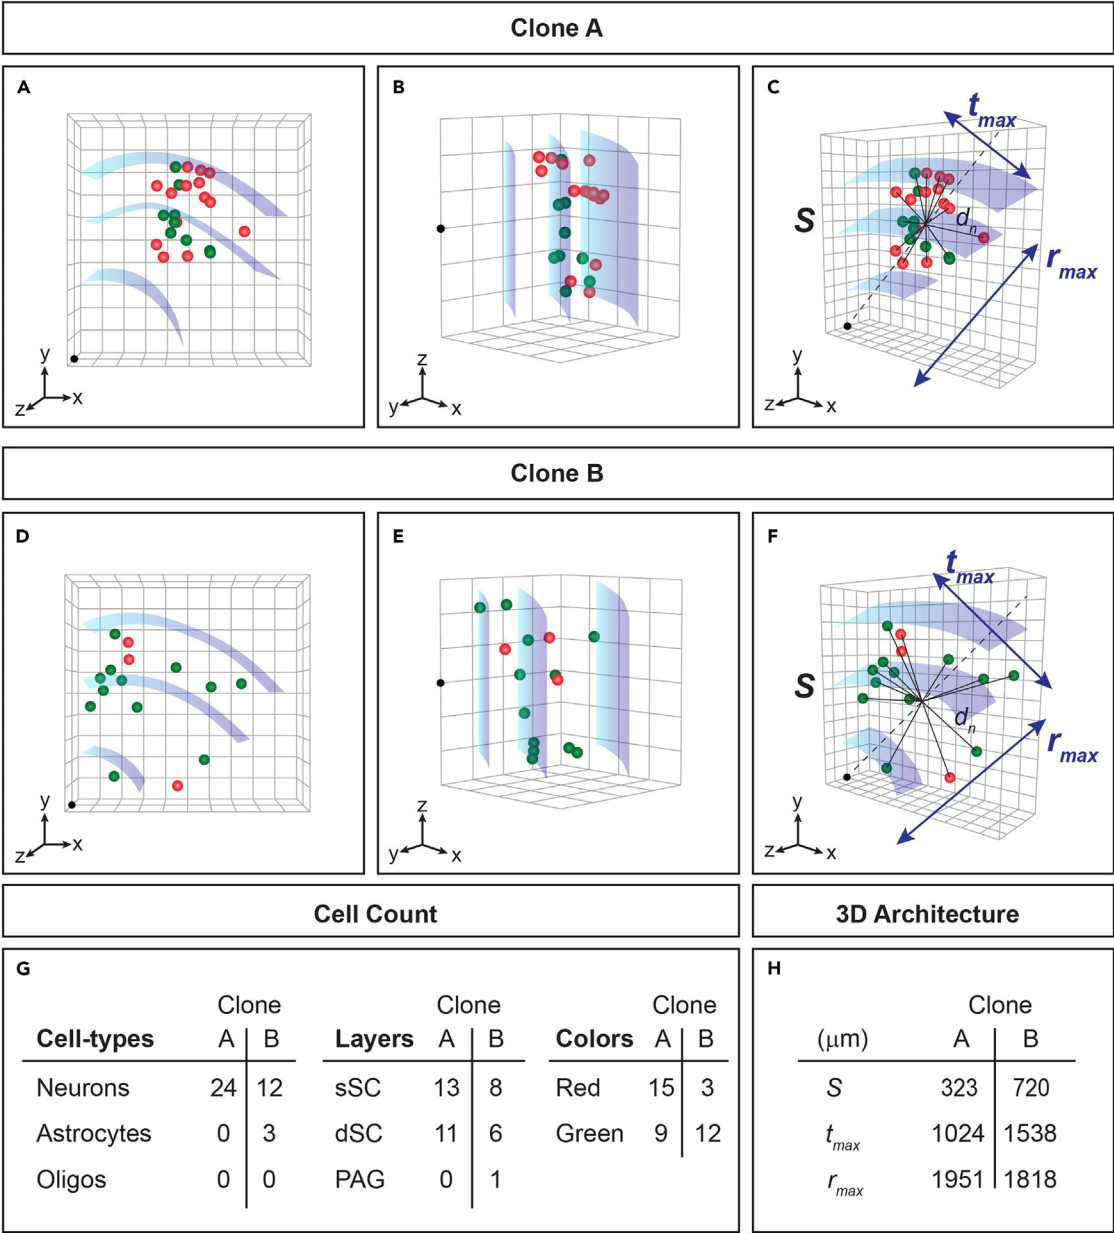 Clone A
A
B
C
y
z
x
z
y
x
S
t max
d n
r max
y
z
x
Clone B
D
E
F
y
z
x
z
y
x
S
t max
d n
r max
y
z
x
Cell Count
3D Architecture
G
Clone
Cell-types A B
Neurons 24 12
Astrocytes 0 3
Oligos 0 0
Clone
Layers A B
sSC 13 8
dSC 11 6
PAG 0 1
Clone
Colors A B
Red 15 3
Green 9 12
H
Clone
(μm) A B
S 323 720
t max 1024 1538
r max 1951 1818